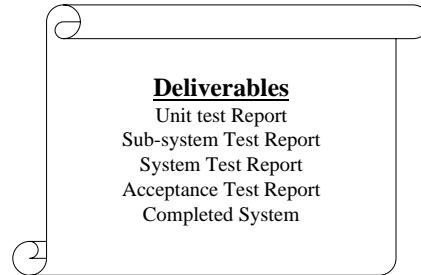 Deliverables
Unit test Report
Sub-system Test Report
System Test Report
Acceptance Test Report
Completed System